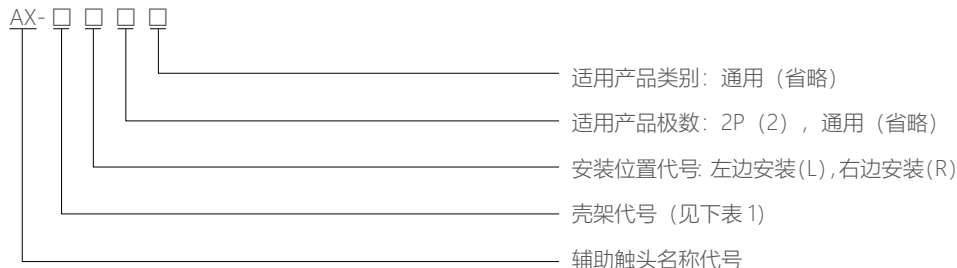 AX-□ □ □ □
适用产品类别：通用（省略）
适用产品极数：2P（2），通用（省略）
安装位置代号：左边安装(L)，右边安装(R)
壳架代号（见下表1）
辅助触头名称代号